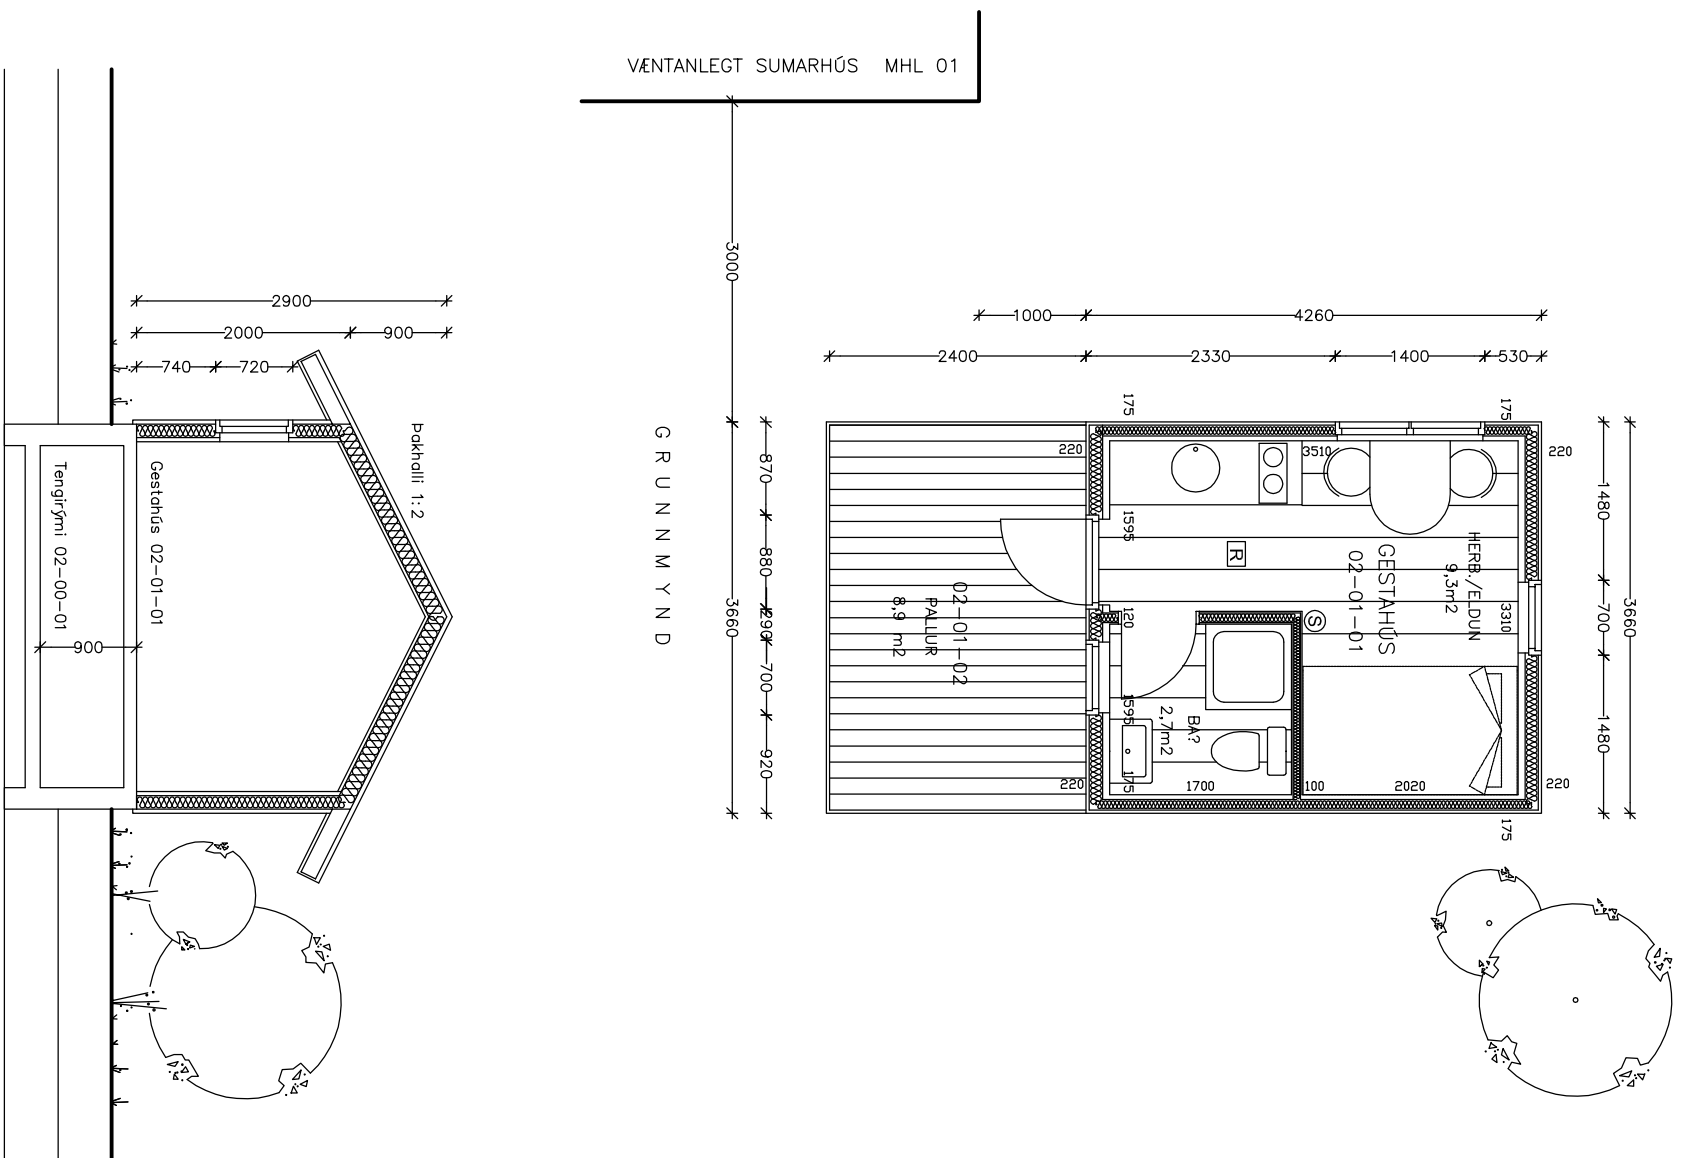 VÆNTANLEGT SUMARHÚS MHL 01
3000
1000
4260
2400
2330
1400
530
175
175
220
3510
220
870
880
290
700
920
3660
1595
120
1595
175
R
S
HERB./ELDUN
9,3m2
GESTAHÚS
02-01-01
3310
02-01-02
PALLUR
8,9 m2
BA?
2,7m2
220
1700
100
2020
220
175
1480
700
1480
3660
GRUNNMYND
2900
2000
900
740
720
Þakhalli 1:2
Gestahús 02-01-01
Tengirými 02-00-01
900